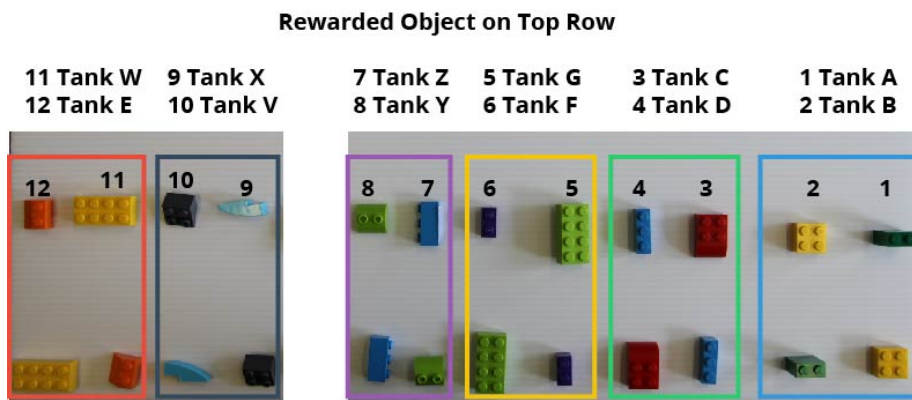 Rewarded Object on Top Row
11 Tank W 9 Tank X 7 Tank Z 5 Tank G 3 Tank C 1 Tank A
12 Tank E 10 Tank V 8 Tank Y 6 Tank F 4 Tank D 2 Tank B
12 11 10 9 8 7 6 5 4 3 2 1